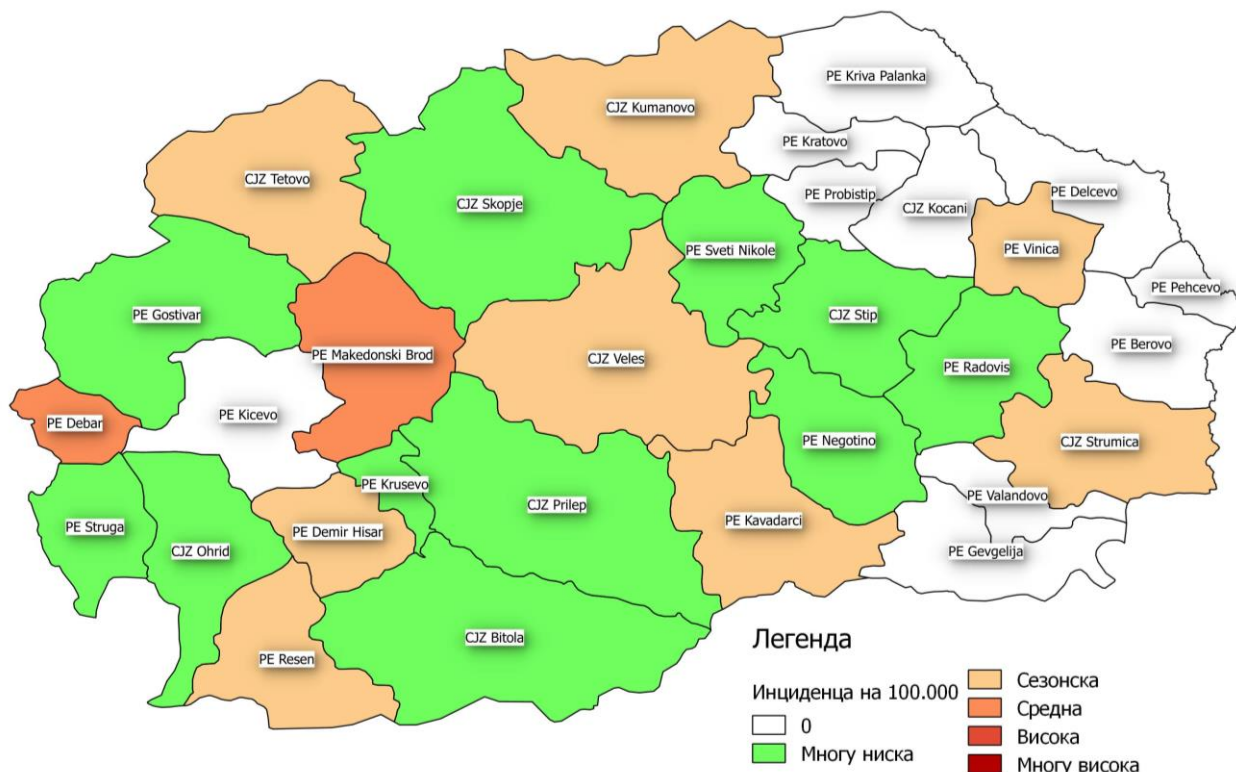 PE Kriva Palanka
CJZ Kumanovo
PE Kratovo
CJZ Tetovo
PE Probistip
PE Delcevo
CJZ Skopje
CJZ Kocani
PE Sveti Nikole
PE Vinica
PE Pehcevo
PE Gostivar
CJZ Stip
PE Berovo
PE Makedonski Brod
CJZ Veles
PE Radovis
PE Kicevo
PE Debar
PE Negotino
CJZ Strumica
PE Krusevo
PE Valandovo
CJZ Prilep
PE Kavadarci
PE Struga
PE Demir Hisar
CJZ Ohrid
PE Gevgelija
CJZ Bitola
PE Resen
Легенда
Инциденца на 100.000
0
Многу ниска
Сезонска
Средна
Висока
Многу висока